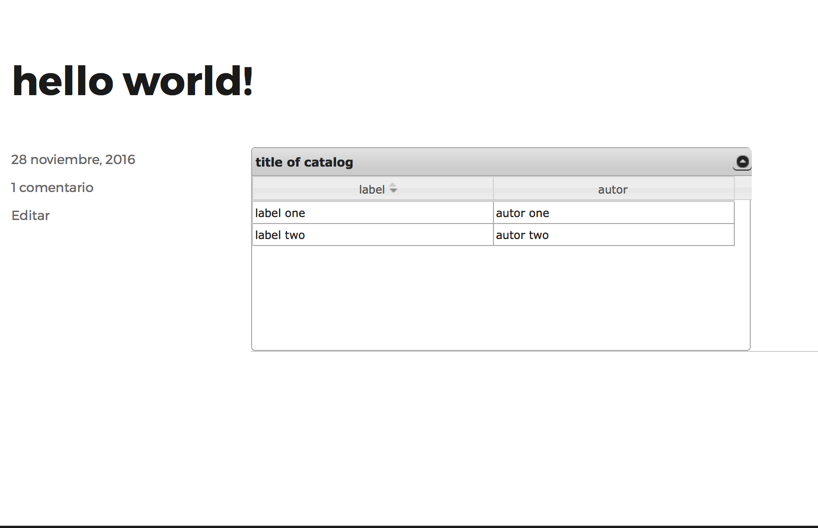 hello world!
28 noviembre, 2016
1 comentario
Editar
title of catalog
label autor
label one autor one
label two autor two